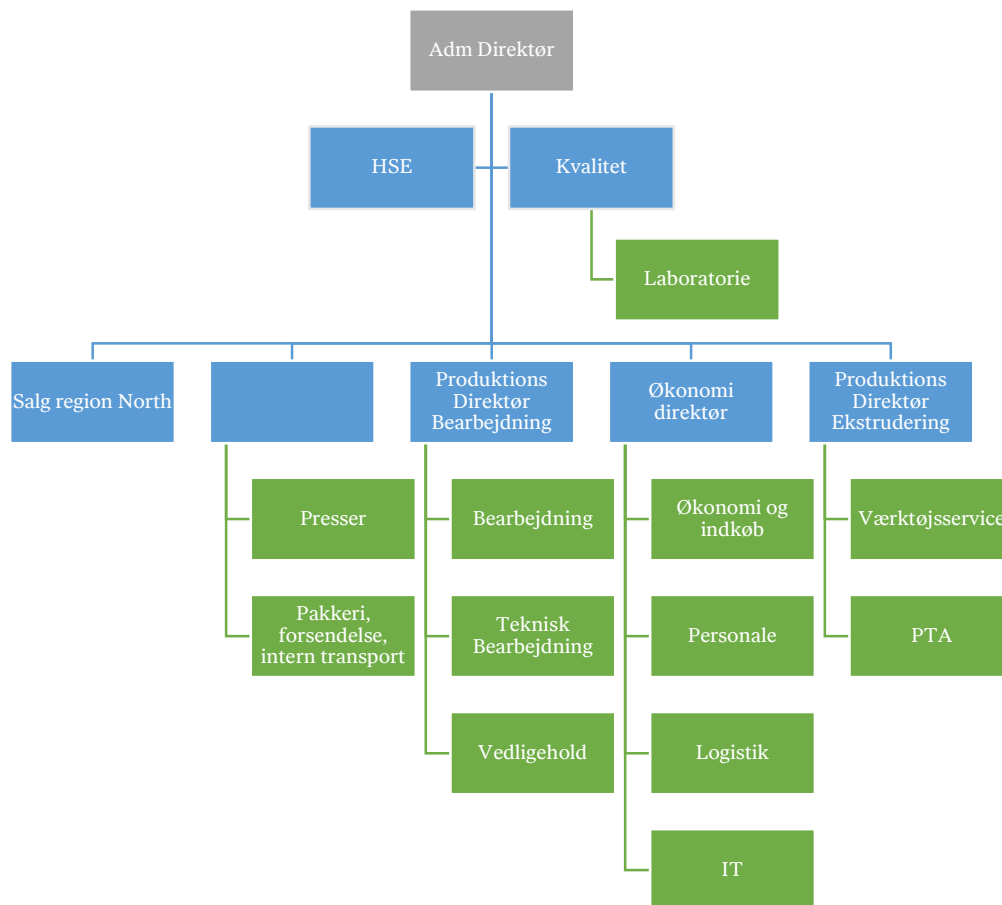 Adm Direktør
HSE
Kvalitet
Laboratorie
Salg region North
Produktions
Direktør
Bearbejdning
Økonomi
direktør
Produktions
Direktør
Ekstrudering
Presser
Bearbejdning
Økonomi og
indkøb
Værktøjsservice
Pakkeri,
forsendelse,
intern transport
Teknisk
Bearbejdning
Personale
PTA
Vedligehold
Logistik
IT